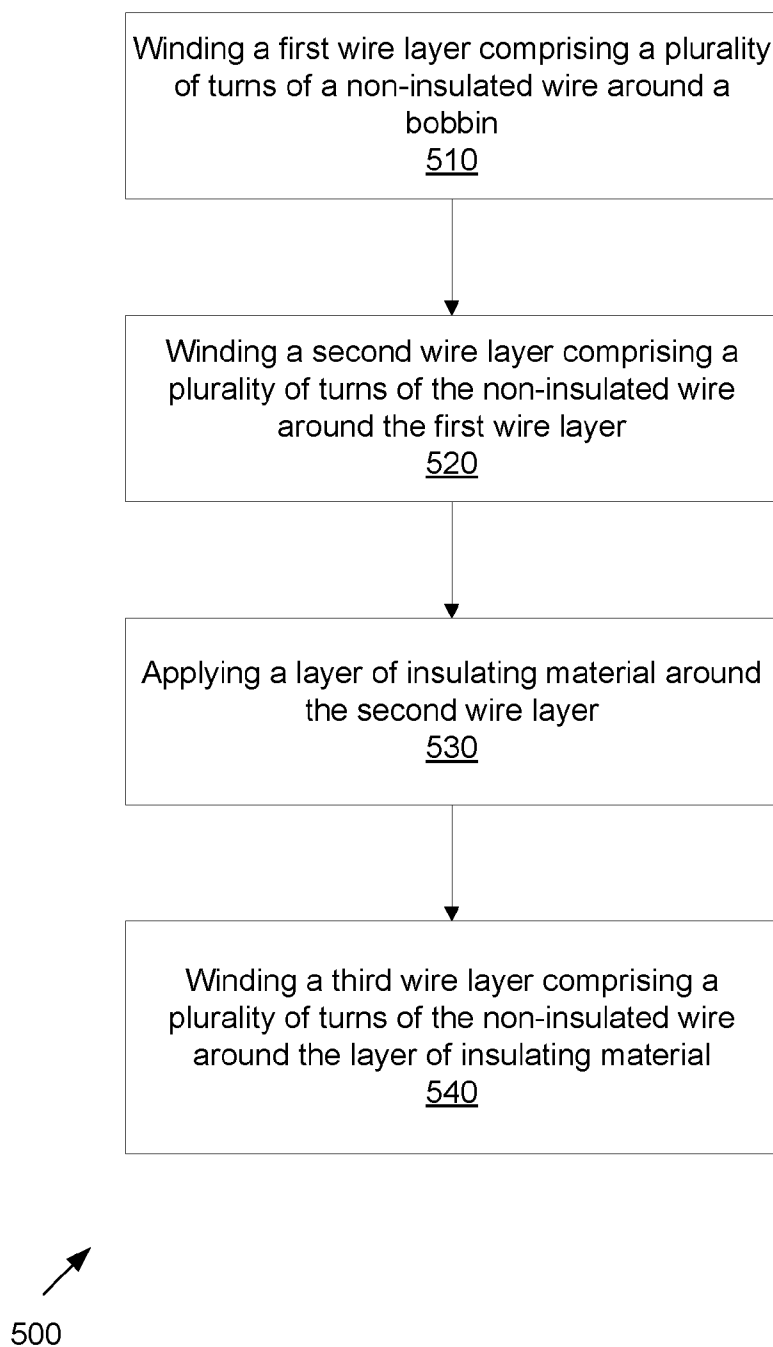 Winding a first wire layer comprising a plurality
of turns of a non-insulated wire around a
bobbin
510
Winding a second wire layer comprising a
plurality of turns of the non-insulated wire
around the first wire layer
520
Applying a layer of insulating material around
the second wire layer
530
Winding a third wire layer comprising a
plurality of turns of the non-insulated wire
around the layer of insulating material
540
500